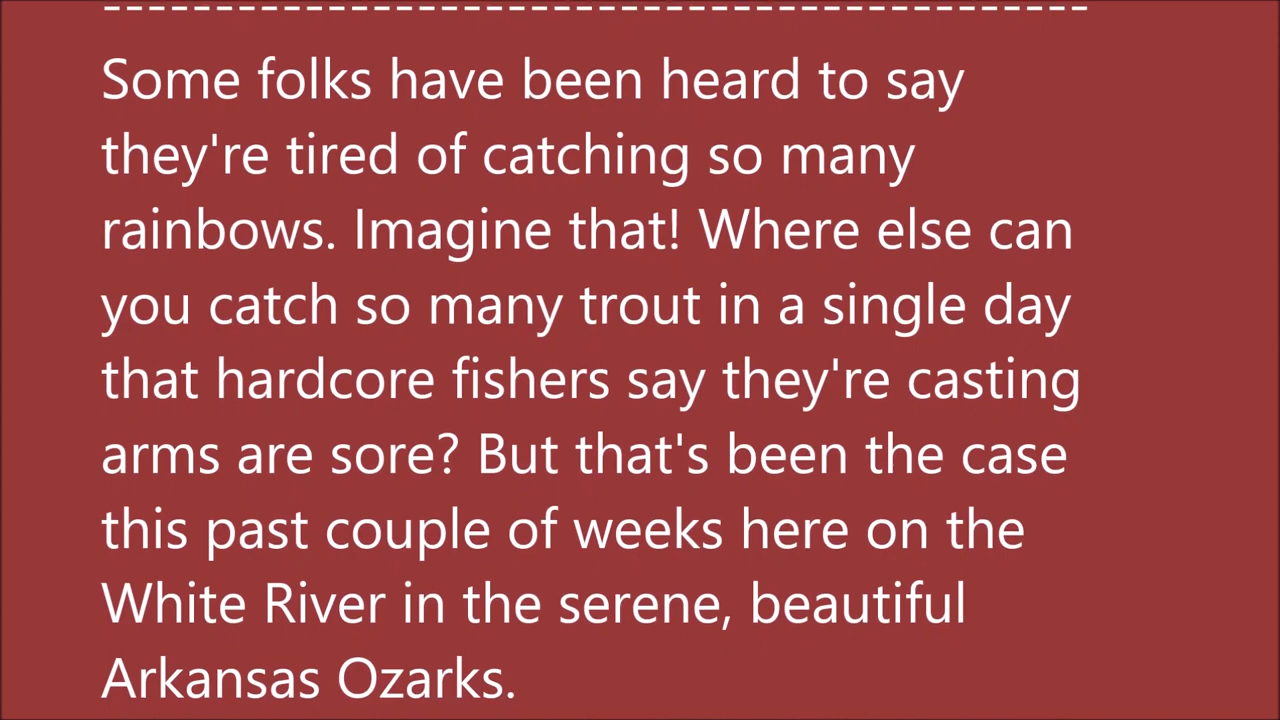 Some folks have been heard to say
they're tired of catching so many
rainbows. Imagine that! Where else can
you catch so many trout in a single day
that hardcore fishers say they're casting
arms are sore? But that's been the case
this past couple of weeks here on the
White River in the serene, beautiful
Arkansas Ozarks.